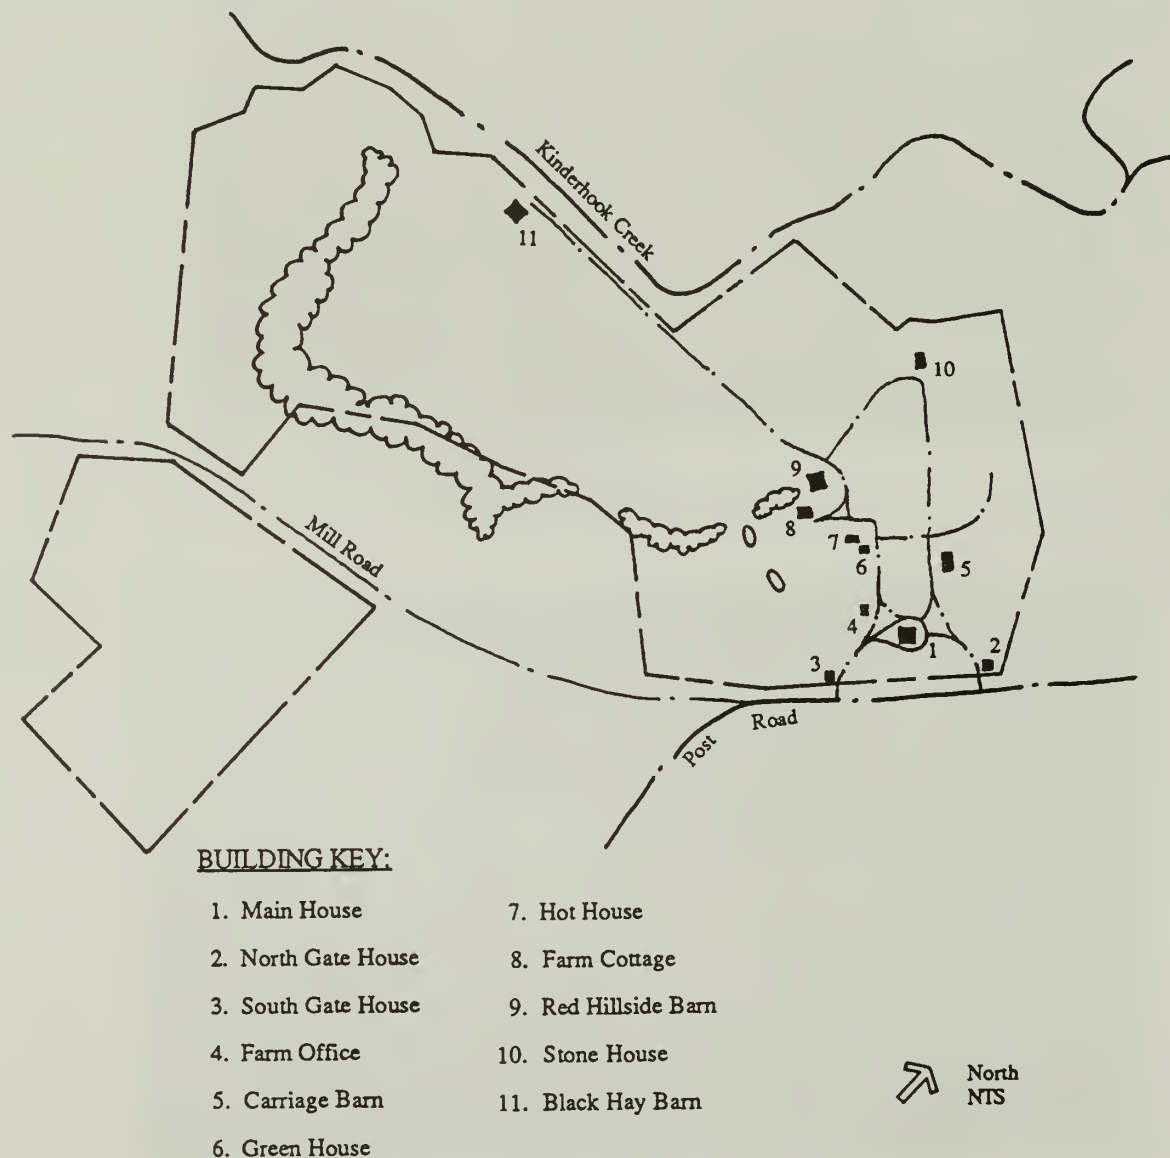 Kinderhook Creek
11
10
9
8
7
6
5
4
3
2
1
Mill Road
Post Road
BUILDING KEY:
1. Main House
2. North Gate House
3. South Gate House
4. Farm Office
5. Carriage Barn
6. Green House
7. Hot House
8. Farm Cottage
9. Red Hillside Barn
10. Stone House
11. Black Hay Barn
North
NTS